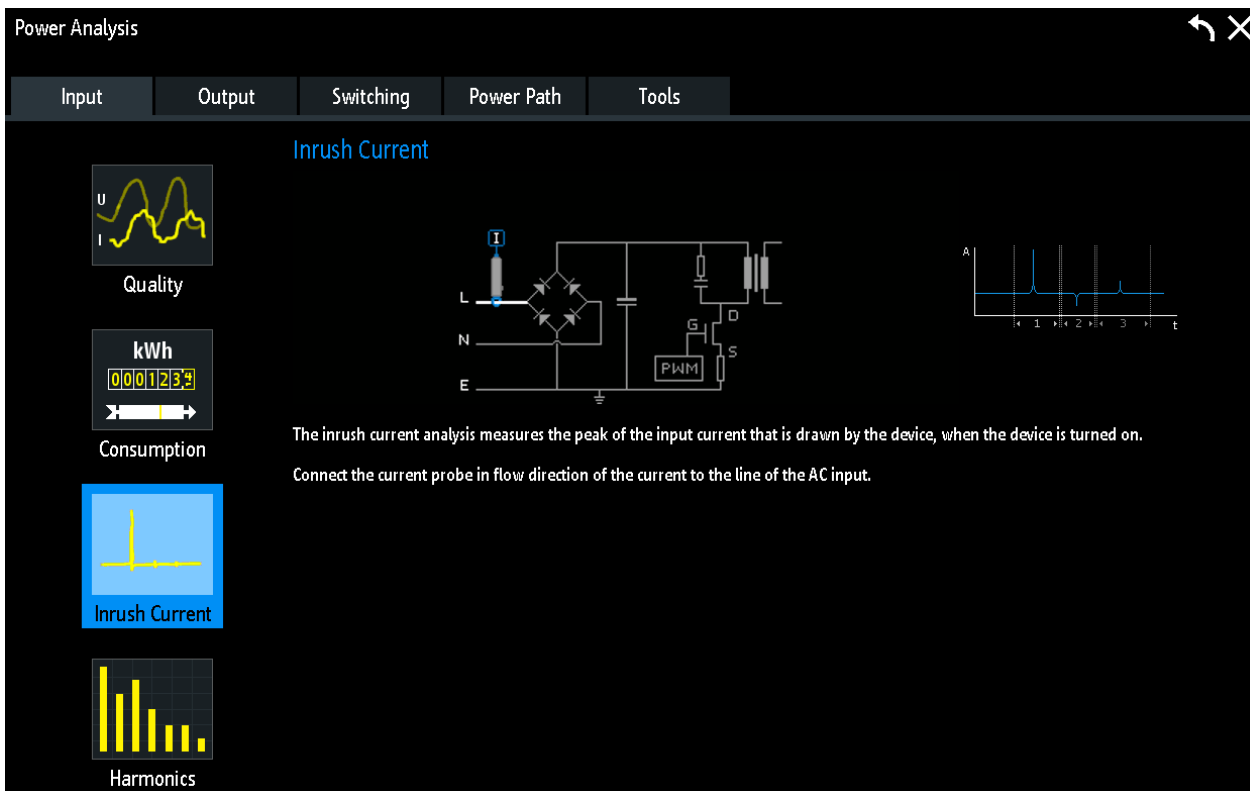 Power Analysis
Input Output Switching Power Path Tools
Inrush Current
U
I
Quality
kWh
000123,4
Consumption
Inrush Current
Harmonics
I
L
N
E
G
D
S
PWM
A
1 2 3 t
The inrush current analysis measures the peak of the input current that is drawn by the device, when the device is turned on.
Connect the current probe in flow direction of the current to the line of the AC input.